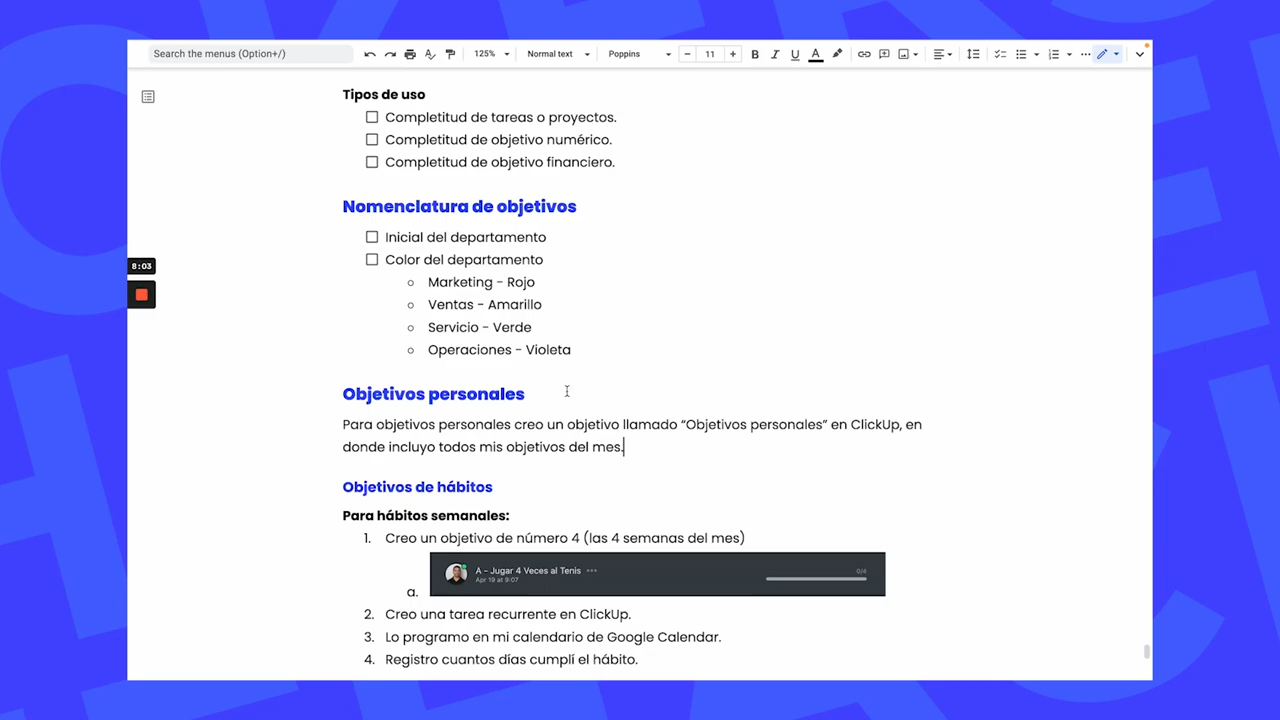 Search the menus (Option+/)
125%
Normal text
Poppins
11
B
I
U
A
Tipos de uso
Completitud de tareas o proyectos.
Completitud de objetivo numérico.
Completitud de objetivo financiero.
Nomenclatura de objetivos
Inicial del departamento
Color del departamento
Marketing - Rojo
Ventas - Amarillo
Servicio - Verde
Operaciones - Violeta
8:03
Objetivos personales
Para objetivos personales creo un objetivo llamado “Objetivos personales” en ClickUp, en
donde incluyo todos mis objetivos del mes.
Objetivos de hábitos
Para hábitos semanales:
1. Creo un objetivo de número 4 (las 4 semanas del mes)
a.
A - Jugar 4 Veces al Tenis
Apr 19 at 9:07
0/4
2. Creo una tarea recurrente en ClickUp.
3. Lo programo en mi calendario de Google Calendar.
4. Registro cuantos días cumplí el hábito.